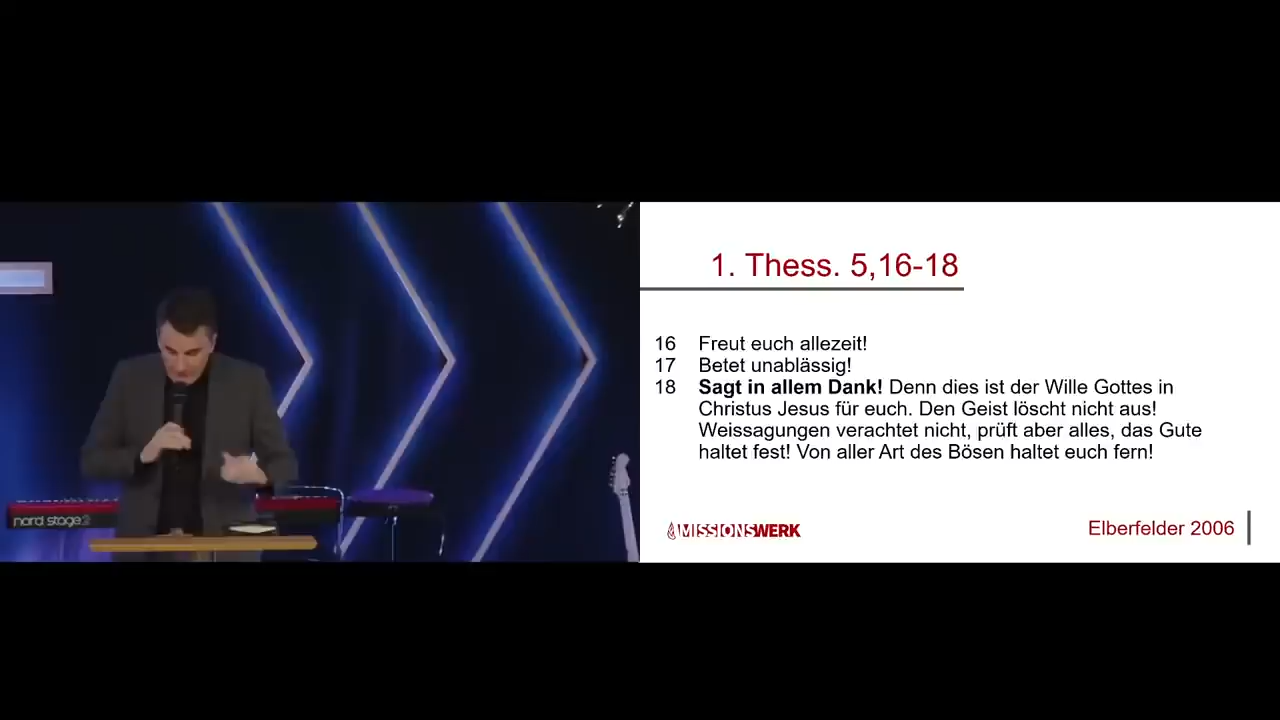 nord stage 2
1. Thess. 5,16-18
16 Freut euch allezeit!
17 Betet unablässig!
18 Sagt in allem Dank! Denn dies ist der Wille Gottes in
Christus Jesus für euch. Den Geist löscht nicht aus!
Weissagungen verachtet nicht, prüft aber alles, das Gute
haltet fest! Von aller Art des Bösen haltet euch fern!
MISSIONSWERK
Elberfelder 2006